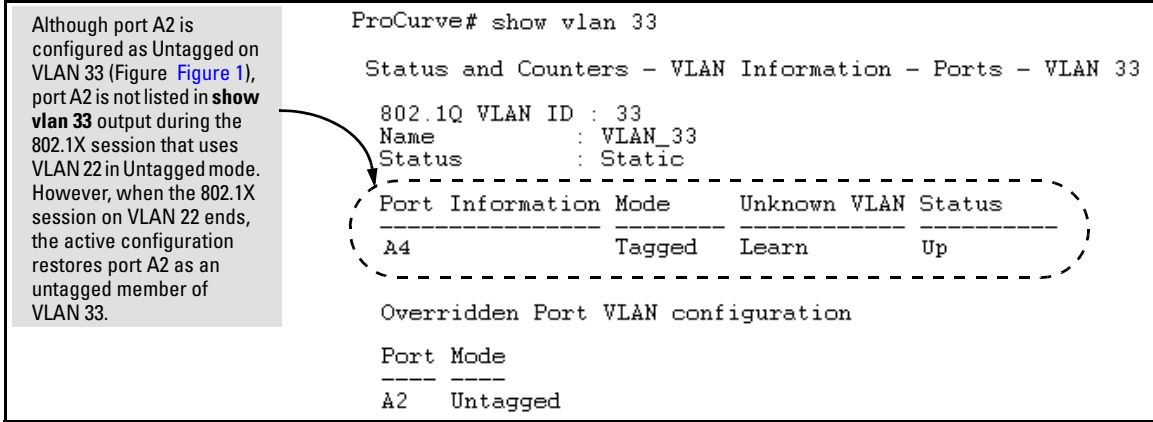 Although port A2 is
configured as Untagged on
VLAN 33 (Figure Figure 1),
port A2 is not listed in show
vlan 33 output during the
802.1X session that uses
VLAN 22 in Untagged mode.
However, when the 802.1X
session on VLAN 22 ends,
the active configuration
restores port A2 as an
untagged member of
VLAN 33.
ProCurve# show vlan 33
Status and Counters - VLAN Information - Ports - VLAN 33
802.1Q VLAN ID : 33
Name : VLAN_33
Status : Static
Port Information Mode Unknown VLAN Status
---------------- -------- ------------ ----------
A4 Tagged Learn Up
Overridden Port VLAN configuration
Port Mode
---- ----
A2 Untagged